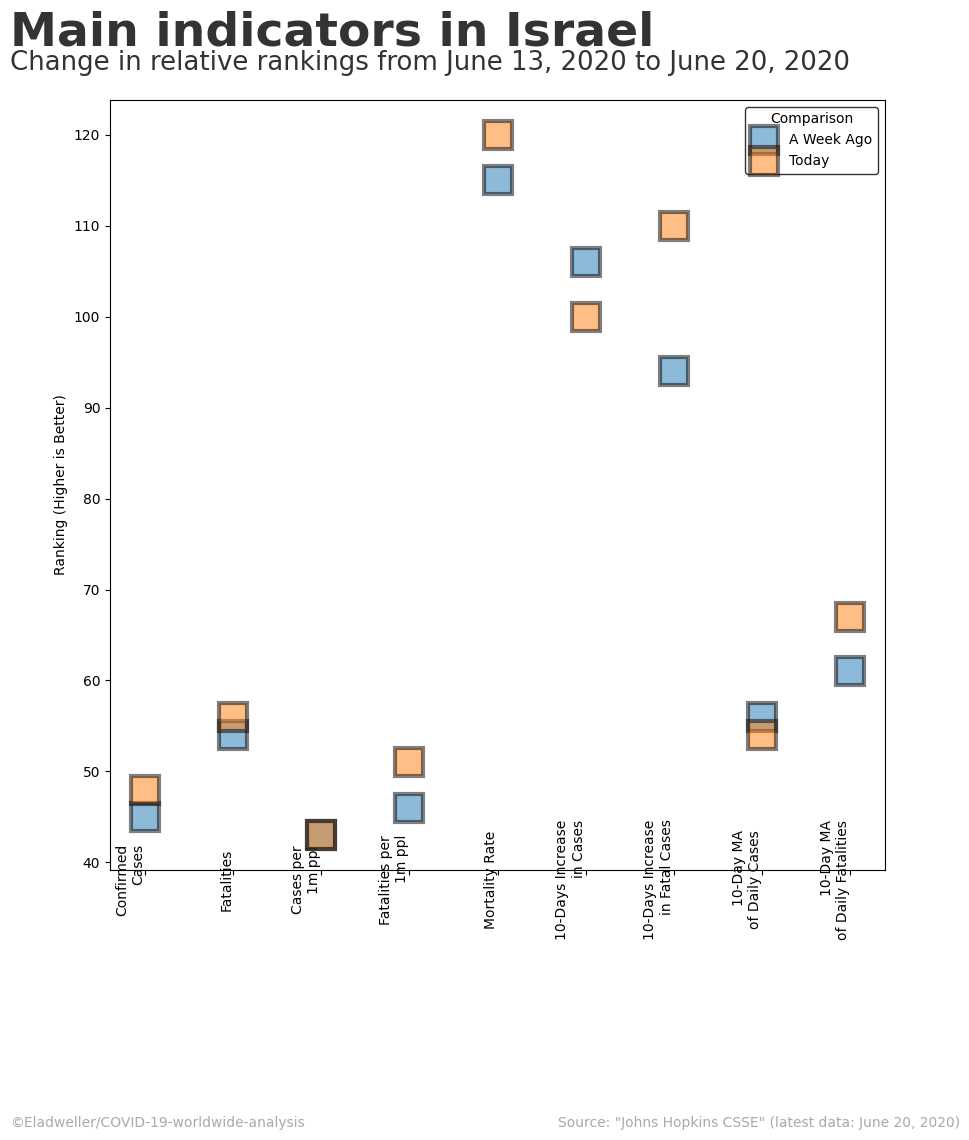 Main indicators in Israel
Change in relative rankings from June 13, 2020 to June 20, 2020
Comparison
A Week Ago
Today
120
110
100
90
80
70
60
50
40
Ranking (Higher is Better)
Confirmed
Cases
Fatalities
Cases per
1m ppl
Fatalities per
1m ppl
Mortality Rate
10-Days Increase
in Cases
10-Days Increase
in Fatal Cases
10-Day MA
of Daily Cases
10-Day MA
of Daily Fatalities
©Eladweller/COVID-19-worldwide-analysis
Source: "Johns Hopkins CSSE" (latest data: June 20, 2020)